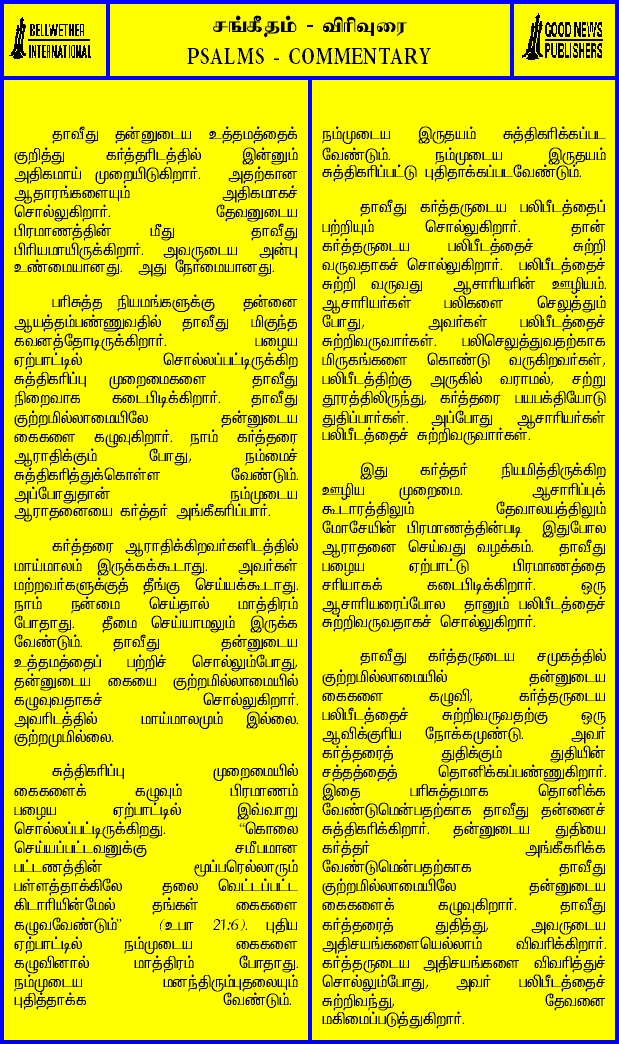 BELLWETHER
INTERNATIONAL
சங்கீதம் - விரிவுரை
PSALMS - COMMENTARY
GOOD NEWS
PUBLISHERS
தாவீது தன்னுடைய உத்தமத்தைக்
குறித்து கர்த்தரிடத்தில் இன்னும்
அதிகமாய் முறையிடுகிறார். அதற்கான
ஆதாரங்களையும் அதிகமாகச்
சொல்லுகிறார். தேவனுடைய
பிரமாணத்தின் மீது தாவீது
பிரியமாயிருக்கிறார். அவருடைய அன்பு
உண்மையானது. அது நேர்மையானது.
பரிசுத்த நியமங்களுக்கு தன்னை
ஆயத்தம்பண்ணுவதில் தாவீது மிகுந்த
கவனத்தோடிருக்கிறார். பழைய
ஏற்பாட்டில் சொல்லப்பட்டிருக்கிற
சுத்திகரிப்பு முறைமைகளை தாவீது
நிறைவாக கடைபிடிக்கிறார். தாவீது
குற்றமில்லாமையிலே தன்னுடைய
கைகளை கழுவுகிறார். நாம் கர்த்தரை
ஆராதிக்கும் போது, நம்மைச்
சுத்திகரித்துக்கொள்ள வேண்டும்.
அப்போதுதான் நம்முடைய
ஆராதனையை கர்த்தர் அங்கீகரிப்பார்.
கர்த்தரை ஆராதிக்கிறவர்களிடத்தில்
மாய்மாலம் இருக்கக்கூடாது. அவர்கள்
மற்றவர்களுக்குத் தீங்கு செய்யக்கூடாது.
நாம் நன்மை செய்தால் மாத்திரம்
போதாது. தீமை செய்யாமலும் இருக்க
வேண்டும். தாவீது தன்னுடைய
உத்தமத்தைப் பற்றிச் சொல்லும்போது,
தன்னுடைய கையை குற்றமில்லாமையில்
கழுவுவதாகச் சொல்லுகிறார்.
அவரிடத்தில் மாய்மாலமும் இல்லை.
குற்றமுமில்லை.
சுத்திகரிப்பு முறைமையில்
கைகளைக் கழுவும் பிரமாணம்
பழைய ஏற்பாட்டில் இவ்வாறு
சொல்லப்பட்டிருக்கிறது. “கொலை
செய்யப்பட்டவனுக்கு சமீபமான
பட்டணத்தின் மூப்பரெல்லாரும்
பள்ளத்தாக்கிலே தலை வெட்டப்பட்ட
கிடாரியின்மேல் தங்கள் கைகளை
கழுவவேண்டும்” (உபா 21:6). புதிய
ஏற்பாட்டில் நம்முடைய கைகளை
கழுவினால் மாத்திரம் போதாது.
நம்முடைய மனந்திரும்புதலையும்
புதித்தாக்க வேண்டும்.
நம்முடைய இருதயம் சுத்திகரிக்கப்பட
வேண்டும். நம்முடைய இருதயம்
சுத்திகரிப்பட்டு புதிதாக்கப்படவேண்டும்.
தாவீது கர்த்தருடைய பலிபீடத்தைப்
பற்றியும் சொல்லுகிறார். தான்
கர்த்தருடைய பலிபீடத்தைச் சுற்றி
வருவதாகச் சொல்லுகிறார். பலிபீடத்தைச்
சுற்றி வருவது ஆசாரியரின் ஊழியம்.
ஆசாரியர்கள் பலிகளை செலுத்தும்
போது, அவர்கள் பலிபீடத்தைச்
சுற்றிவருவார்கள். பலிசெலுத்துவதற்காக
மிருகங்களை கொண்டு வருகிறவர்கள்,
பலிபீடத்திற்கு அருகில் வராமல், சற்று
தூரத்திலிருந்து, கர்த்தரை பயபக்தியோடு
துதிப்பார்கள். அப்போது ஆசாரியர்கள்
பலிபீடத்தைச் சுற்றிவருவார்கள்.
இது கர்த்தர் நியமித்திருக்கிற
ஊழிய முறைமை. ஆசாரிப்புக்
கூடாரத்திலும் தேவாலயத்திலும்
மோசேயின் பிரமாணத்தின்படி இதுபோல
ஆராதனை செய்வது வழக்கம். தாவீது
பழைய ஏற்பாட்டு பிரமாணத்தை
சரியாகக் கடைபிடிக்கிறார். ஒரு
ஆசாரியரைப்போல தானும் பலிபீடத்தைச்
சுற்றிவருவதாகச் சொல்லுகிறார்.
தாவீது கர்த்தருடைய சமுகத்தில்
குற்றமில்லாமையில் தன்னுடைய
கைகளை கழுவி, கர்த்தருடைய
பலிபீடத்தைச் சுற்றிவருவதற்கு ஒரு
ஆவிக்குரிய நோக்கமுண்டு. அவர்
கர்த்தரைத் துதிக்கும் துதியின்
சத்தத்தைத் தொனிக்கப்பண்ணுகிறார்.
இதை பரிசுத்தமாக தொனிக்க
வேண்டுமென்பதற்காக தாவீது தன்னைச்
சுத்திகரிக்கிறார். தன்னுடைய துதியை
கர்த்தர் அங்கீகரிக்க
வேண்டுமென்பதற்காக தாவீது
குற்றமில்லாமையிலே தன்னுடைய
கைகளைக் கழுவுகிறார். தாவீது
கர்த்தரைத் துதித்து, அவருடைய
அதிசயங்களையெல்லாம் விவரிக்கிறார்.
கர்த்தருடைய அதிசயங்களை விவரித்துச்
சொல்லும்போது, அவர் பலிபீடத்தைச்
சுற்றிவந்து, தேவனை
மகிமைப்படுத்துகிறார்.